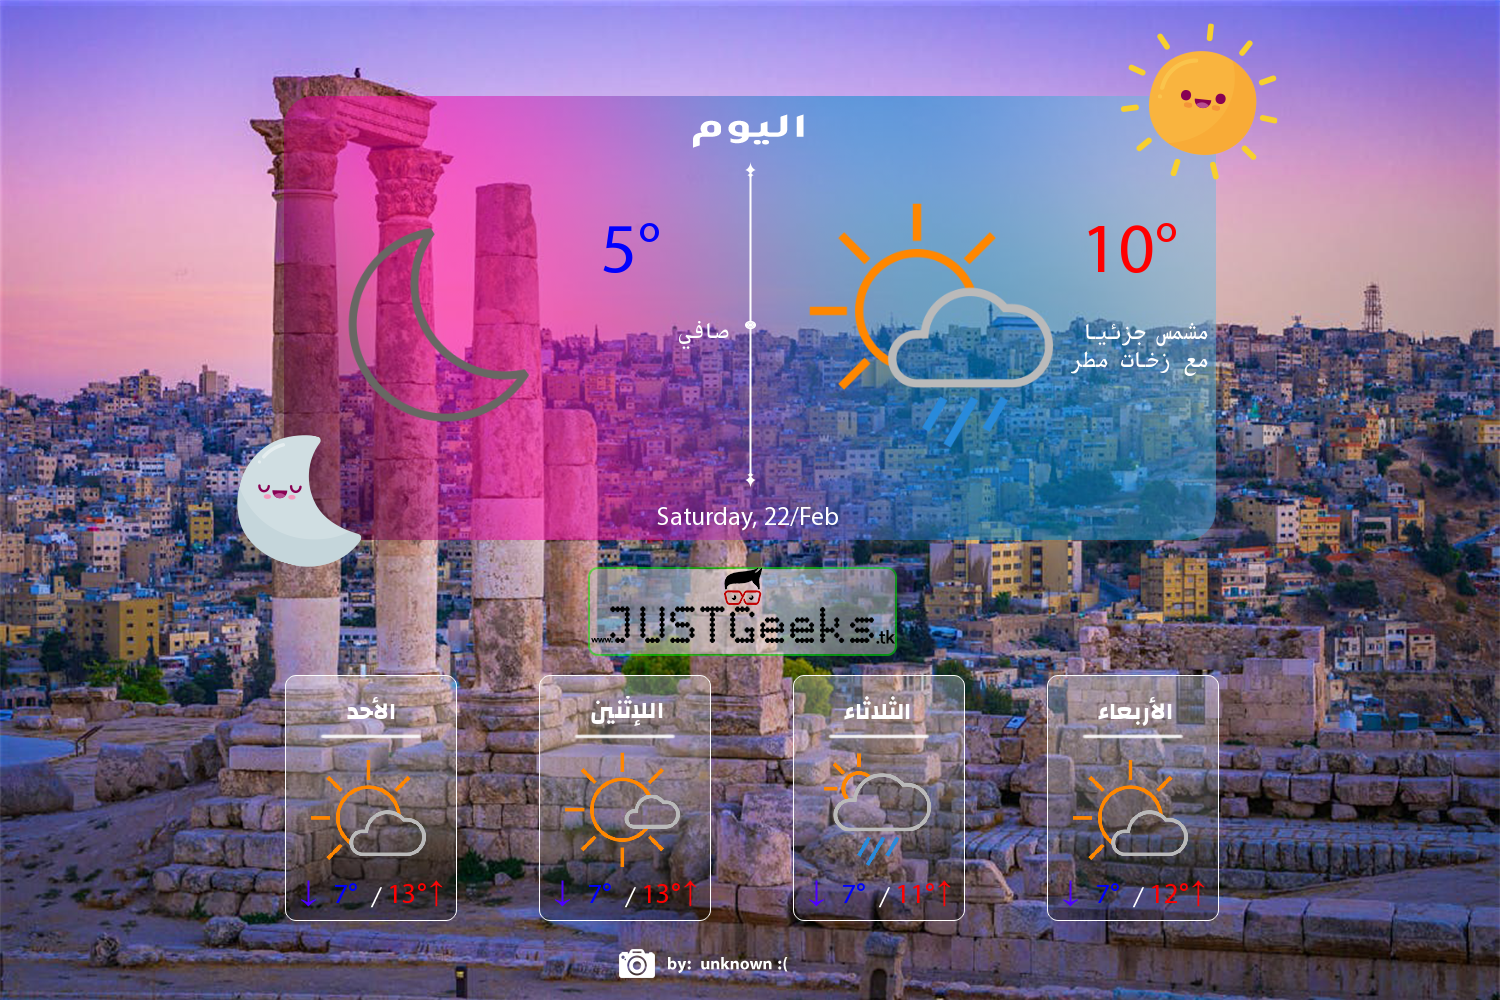 اليوم
5°
10°
صافي
مشمس جزئيا
مع زخات مطر
Saturday, 22/Feb
www.JUSTGeeks.tk
الأحد
اللإثنين
الثلاثاء
الأربعاء
↓ 7° / 13°↑
↓ 7° / 13°↑
↓ 7° / 11°↑
↓ 7° / 12°↑
by: unknown :(